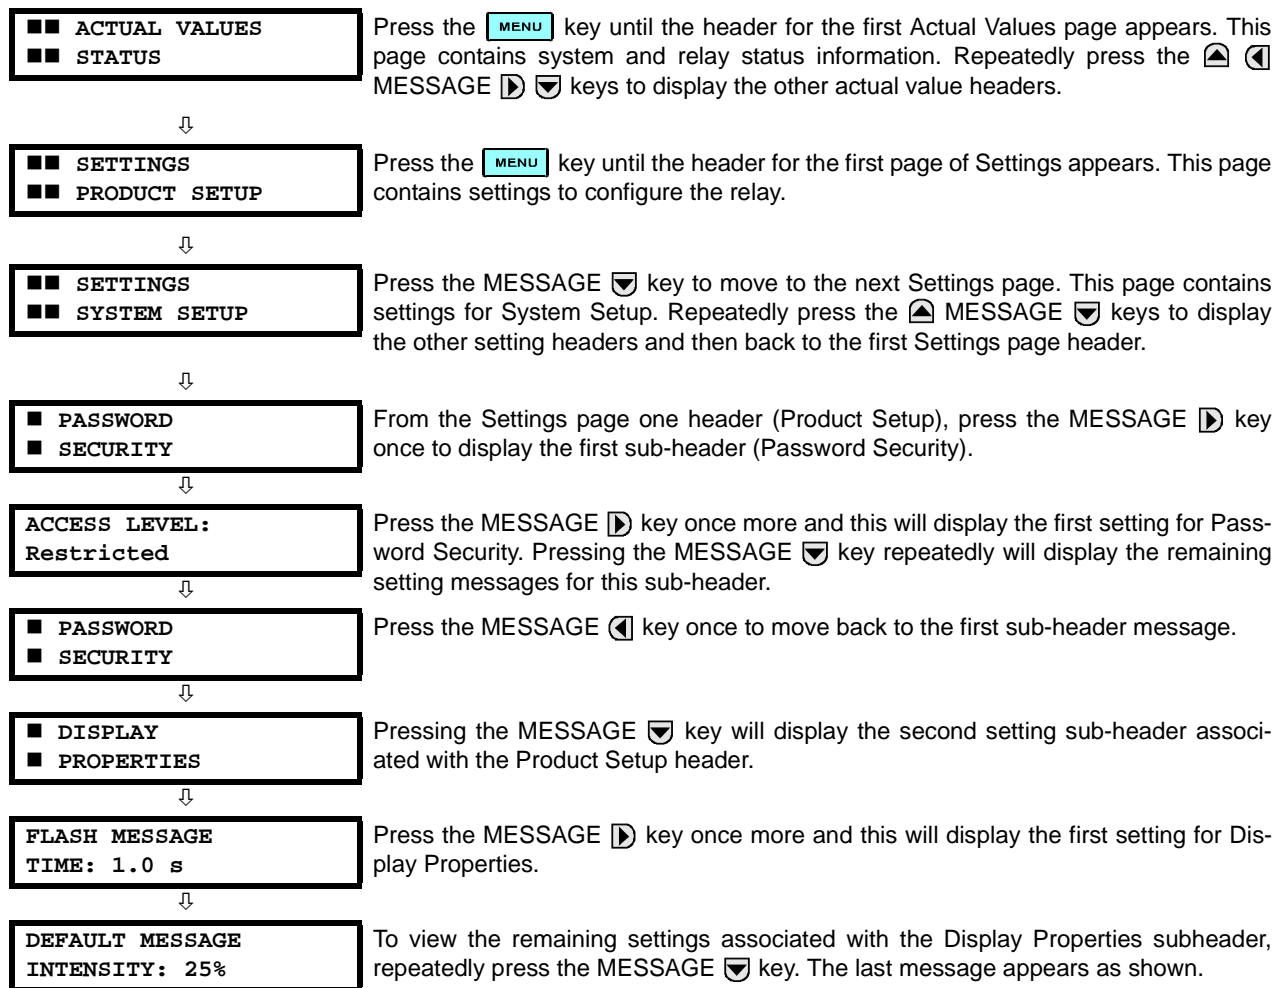 ■■ ACTUAL VALUES
■■ STATUS
Press the MENU key until the header for the first Actual Values page appears. This
page contains system and relay status information. Repeatedly press the ▲ ◀
MESSAGE ▶ ▼ keys to display the other actual value headers.
⇩
■■ SETTINGS
■■ PRODUCT SETUP
Press the MENU key until the header for the first page of Settings appears. This page
contains settings to configure the relay.
⇩
■■ SETTINGS
■■ SYSTEM SETUP
Press the MESSAGE ▼ key to move to the next Settings page. This page contains
settings for System Setup. Repeatedly press the ▲ MESSAGE ▼ keys to display
the other setting headers and then back to the first Settings page header.
⇩
■ PASSWORD
■ SECURITY
From the Settings page one header (Product Setup), press the MESSAGE ▶ key
once to display the first sub-header (Password Security).
⇩
ACCESS LEVEL:
Restricted
Press the MESSAGE ▶ key once more and this will display the first setting for Pass-
word Security. Pressing the MESSAGE ▼ key repeatedly will display the remaining
setting messages for this sub-header.
⇩
■ PASSWORD
■ SECURITY
Press the MESSAGE ◀ key once to move back to the first sub-header message.
⇩
■ DISPLAY
■ PROPERTIES
Pressing the MESSAGE ▼ key will display the second setting sub-header associ-
ated with the Product Setup header.
⇩
FLASH MESSAGE
TIME: 1.0 s
Press the MESSAGE ▶ key once more and this will display the first setting for Dis-
play Properties.
⇩
DEFAULT MESSAGE
INTENSITY: 25%
To view the remaining settings associated with the Display Properties subheader,
repeatedly press the MESSAGE ▼ key. The last message appears as shown.